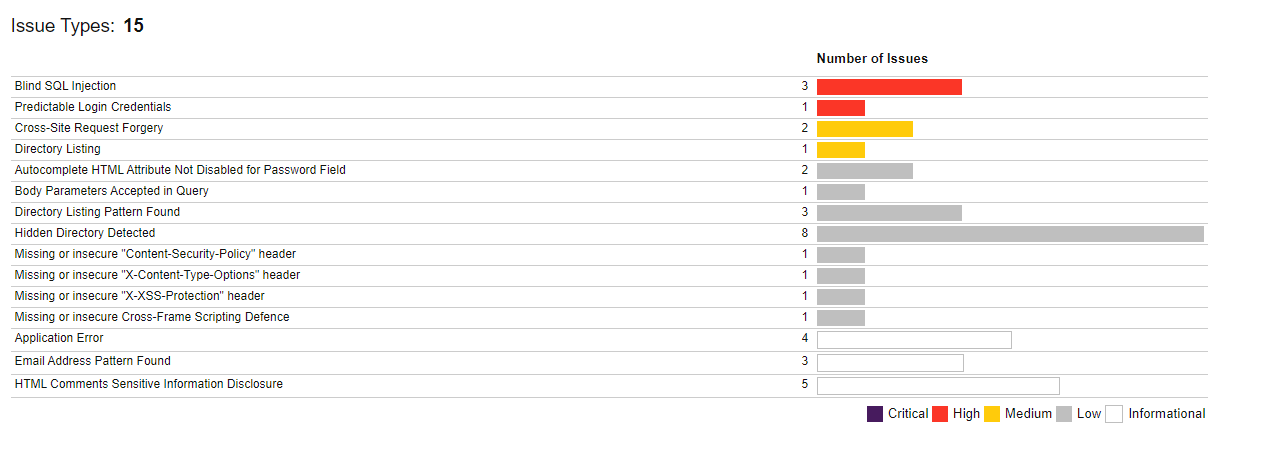 Issue Types: 15
Number of Issues
Blind SQL Injection 3
Predictable Login Credentials 1
Cross-Site Request Forgery 2
Directory Listing 1
Autocomplete HTML Attribute Not Disabled for Password Field 2
Body Parameters Accepted in Query 1
Directory Listing Pattern Found 3
Hidden Directory Detected 8
Missing or insecure "Content-Security-Policy" header 1
Missing or insecure "X-Content-Type-Options" header 1
Missing or insecure "X-XSS-Protection" header 1
Missing or insecure Cross-Frame Scripting Defence 1
Application Error 4
Email Address Pattern Found 3
HTML Comments Sensitive Information Disclosure 5
Critical High Medium Low Informational